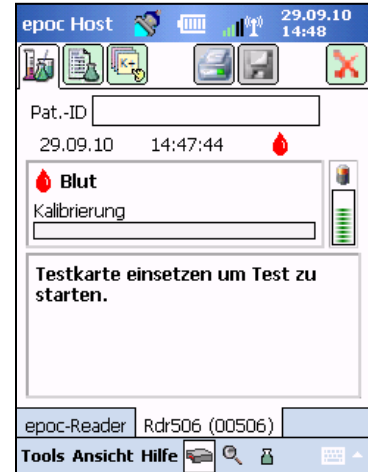 epoc Host 29.09.10
14:48
K+
Pat.-ID
29.09.10 14:47:44
Blut
Kalibrierung
Testkarte einsetzen um Test zu
starten.
epoc-Reader Rdr506 (00506)
Tools Ansicht Hilfe